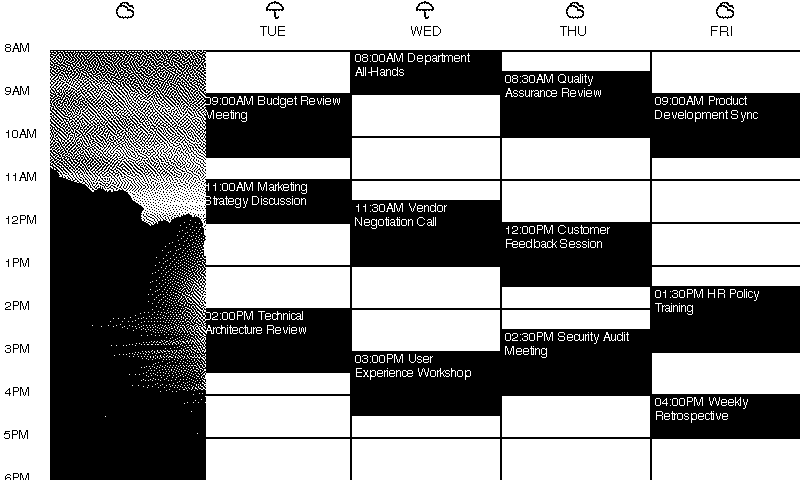 TUE WED THU FRI
8AM
9AM
10AM
11AM
12PM
1PM
2PM
3PM
4PM
5PM
6PM
09:00AM Budget Review
Meeting
11:00AM Marketing
Strategy Discussion
02:00PM Technical
Architecture Review
08:00AM Department
All-Hands
11:30AM Vendor
Negotiation Call
03:00PM User
Experience Workshop
08:30AM Quality
Assurance Review
12:00PM Customer
Feedback Session
02:30PM Security Audit
Meeting
09:00AM Product
Development Sync
01:30PM HR Policy
Training
04:00PM Weekly
Retrospective